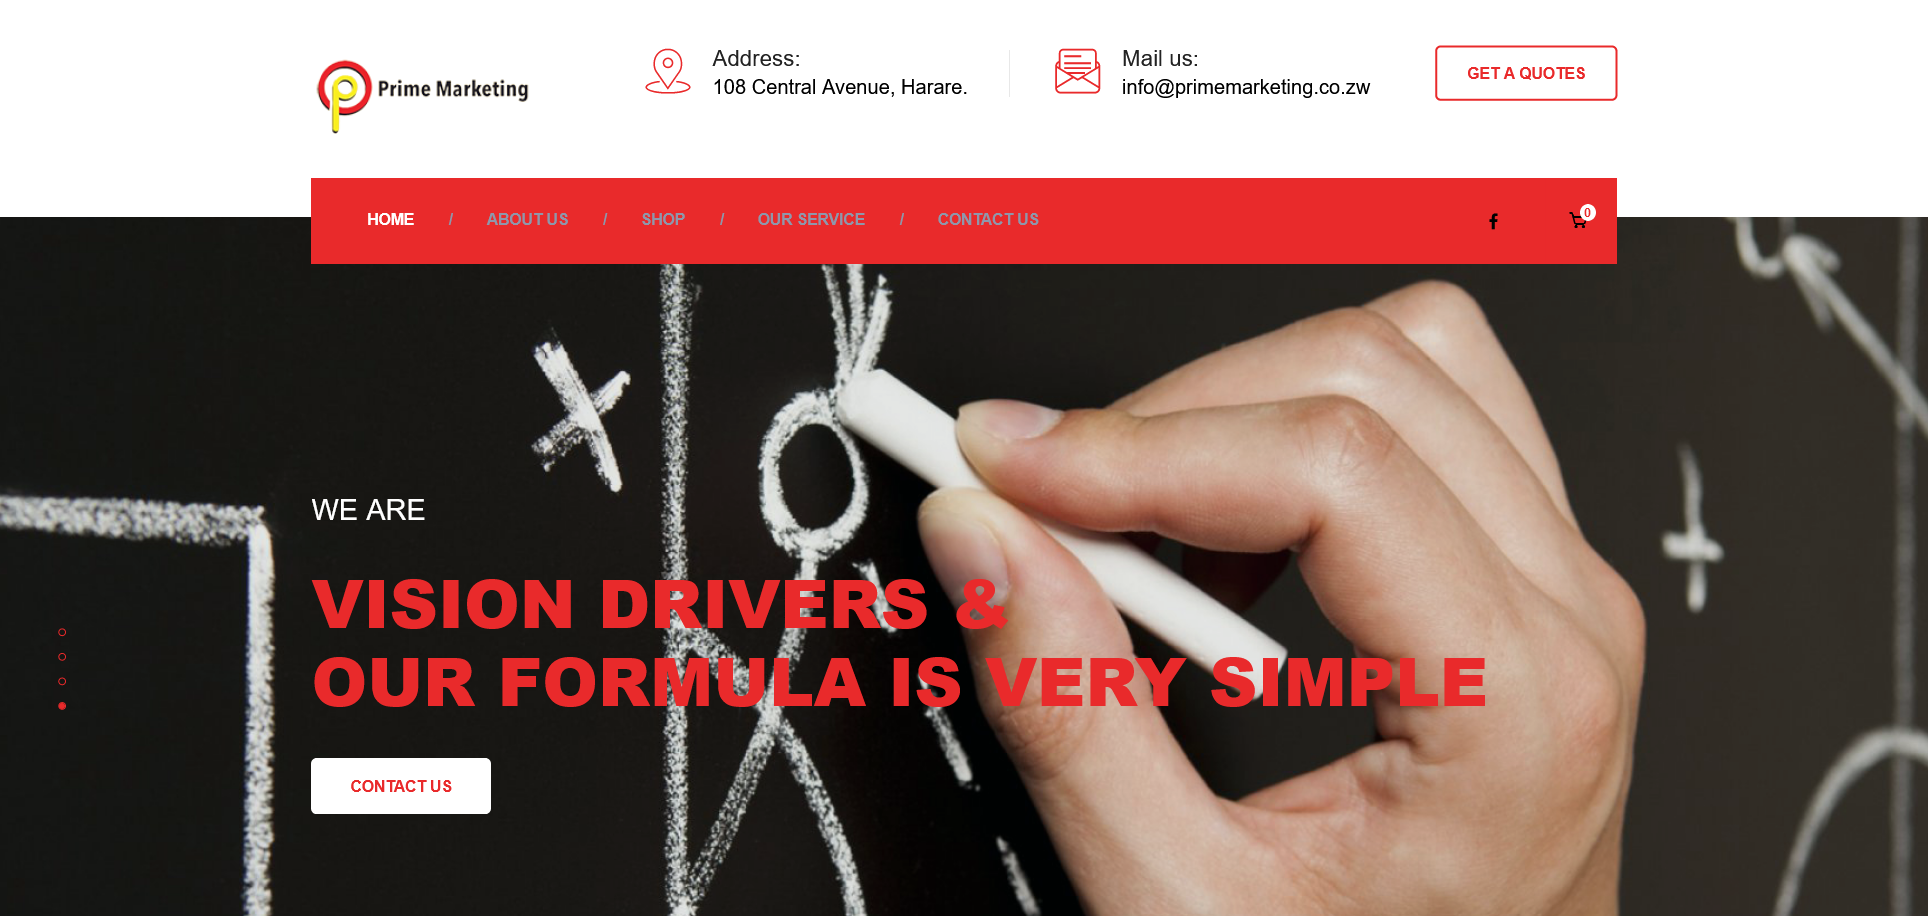 Prime Marketing
Address:
108 Central Avenue, Harare.
Mail us:
info@primemarketing.co.zw
GET A QUOTES
HOME / ABOUT US / SHOP / OUR SERVICE / CONTACT US
0
WE ARE
VISION DRIVERS &
OUR FORMULA IS VERY SIMPLE
CONTACT US